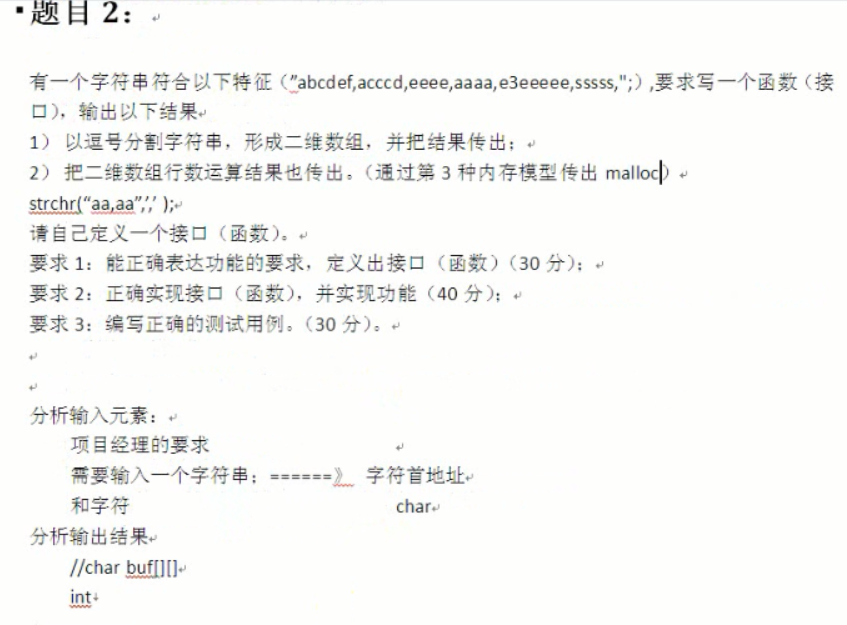 ▪题目 2：
有一个字符串符合以下特征（"abcdef,acccd,eeee,aaaa,e3eeeee,sssss,";）,要求写一个函数（接
口），输出以下结果
1） 以逗号分割字符串，形成二维数组，并把结果传出；
2） 把二维数组行数运算结果也传出。（通过第 3 种内存模型传出 malloc）
strchr(“aa,aa”,’,’ );
请自己定义一个接口（函数）。
要求 1：能正确表达功能的要求，定义出接口（函数）（30 分）；
要求 2：正确实现接口（函数），并实现功能（40 分）；
要求 3：编写正确的测试用例。（30 分）。
分析输入元素：
项目经理的要求
需要输入一个字符串；======》 字符首地址
和字符 char
分析输出结果
//char buf[][]
int